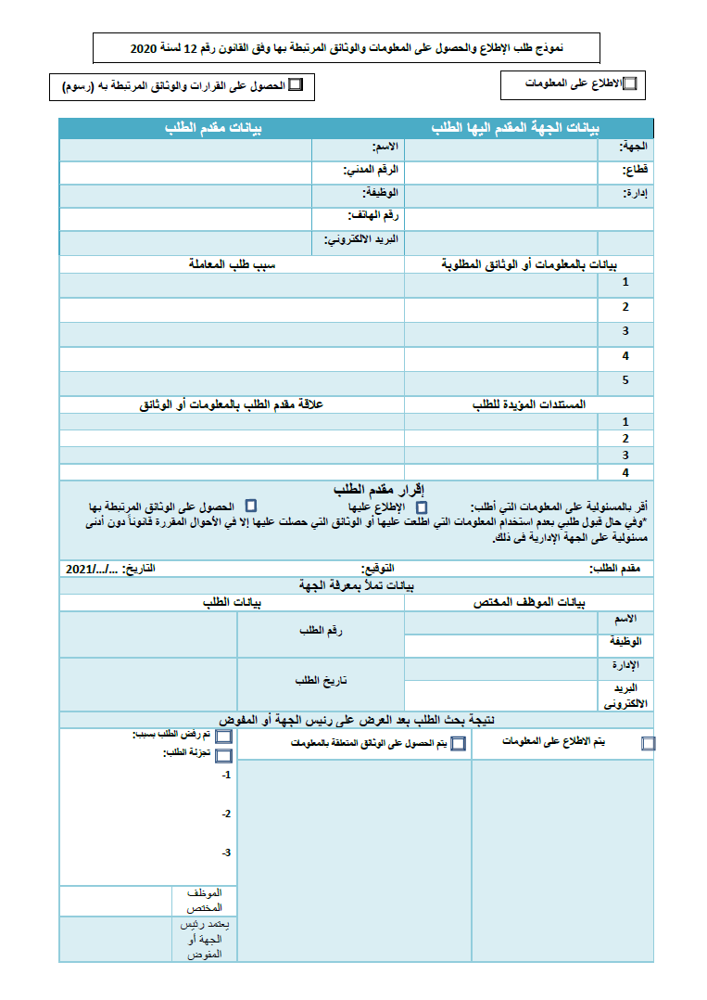 نموذج طلب الإطلاع والحصول على المعلومات والوثائق المرتبطة بها وفق القانون رقم 12 لسنة 2020
الاطلاع على المعلومات
الحصول على القرارات والوثائق المرتبطة به (رسوم)
بيانات الجهة المقدم اليها الطلب
بيانات مقدم الطلب
الجهة:
الاسم:
قطاع:
الرقم المدني:
إدارة:
الوظيفة:
رقم الهاتف:
البريد الالكتروني:
بيانات بالمعلومات أو الوثائق المطلوبة
سبب طلب المعاملة
1
2
3
4
5
المستندات المؤيدة للطلب
علاقة مقدم الطلب بالمعلومات أو الوثائق
1
2
3
4
إقرار مقدم الطلب
أقر بالمسئولية على المعلومات التي أطلب: الإطلاع عليها الحصول على الوثائق المرتبطة بها
*وفي حال قبول طلبي بعدم استخدام المعلومات التي اطلعت عليها أو الوثائق التي حصلت عليها إلا في الأحوال المقررة قانوناً دون أدنى
مسئولية على الجهة الإدارية في ذلك.
مقدم الطلب: التوقيع: التاريخ: .../.../2021
بيانات تملأ بمعرفة الجهة
بيانات الموظف المختص
بيانات الطلب
الاسم
رقم الطلب
الوظيفة
الإدارة
تاريخ الطلب
البريد
الالكتروني
نتيجة بحث الطلب بعد العرض على رئيس الجهة أو المفوض
يتم الاطلاع على المعلومات
يتم الحصول على الوثائق المتعلقة بالمعلومات
تم رفض الطلب بسبب:
تجزئة الطلب:
1-
2-
3-
الموظف
المختص
يعتمد رئيس
الجهة أو
المفوض